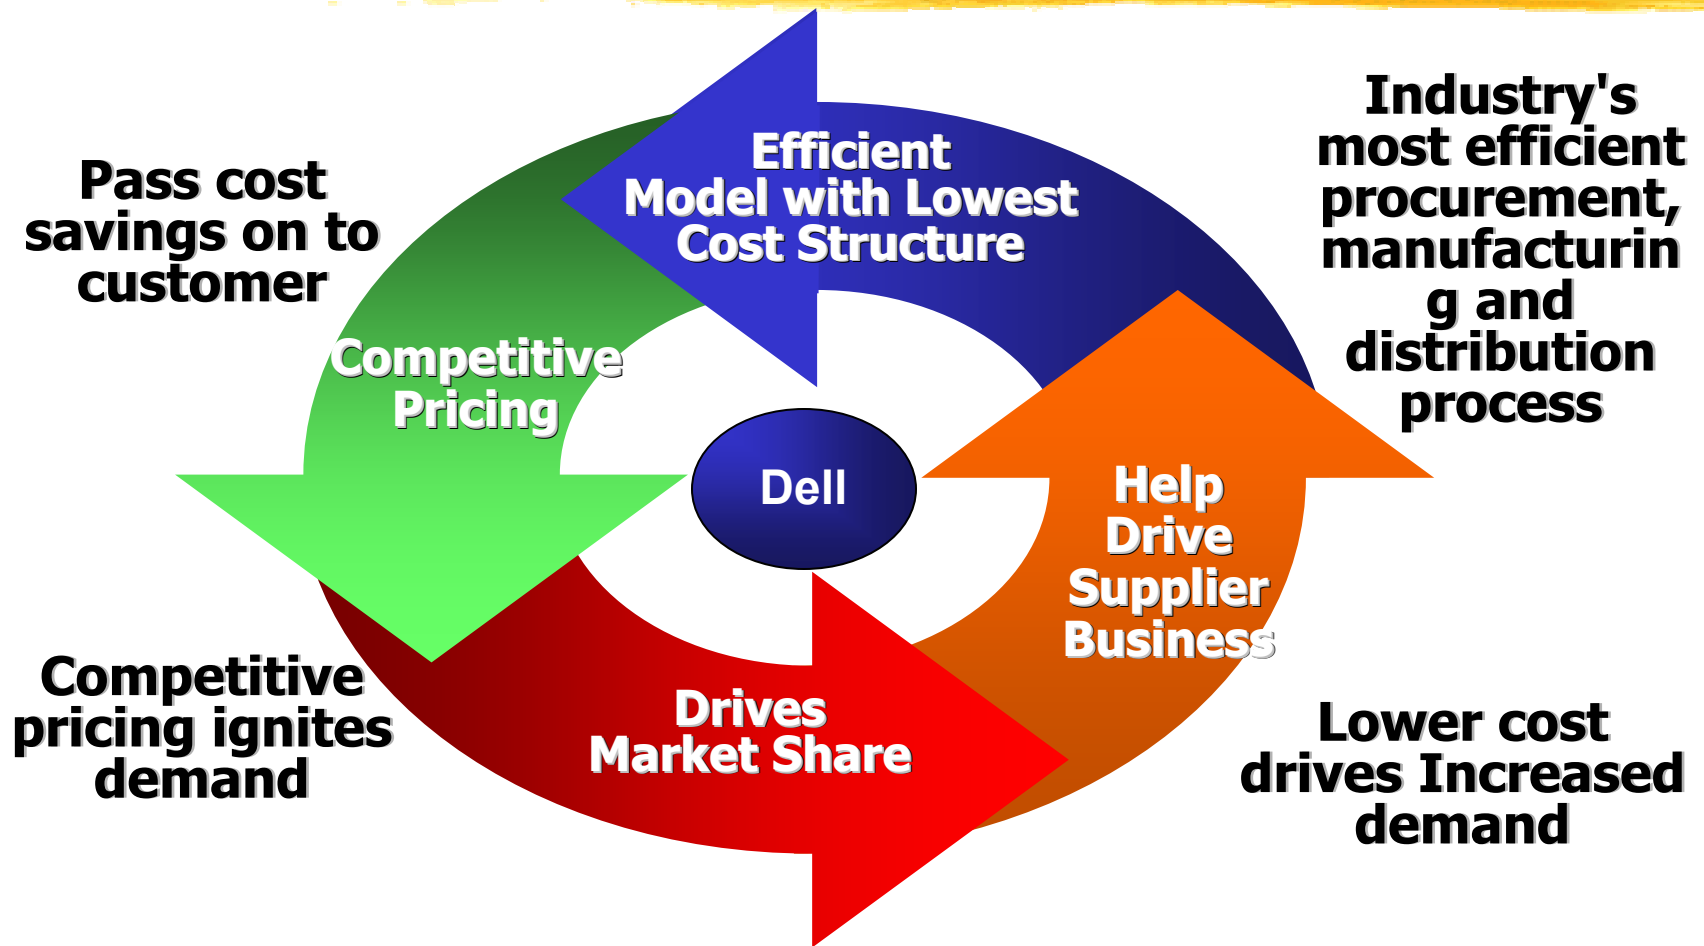 Efficient
Model with Lowest
Cost Structure
Industry's
most efficient
procurement,
manufacturin
g and
distribution
process
Pass cost
savings on to
customer
Competitive
Pricing
Dell
Help
Drive
Supplier
Business
Competitive
pricing ignites
demand
Drives
Market Share
Lower cost
drives Increased
demand